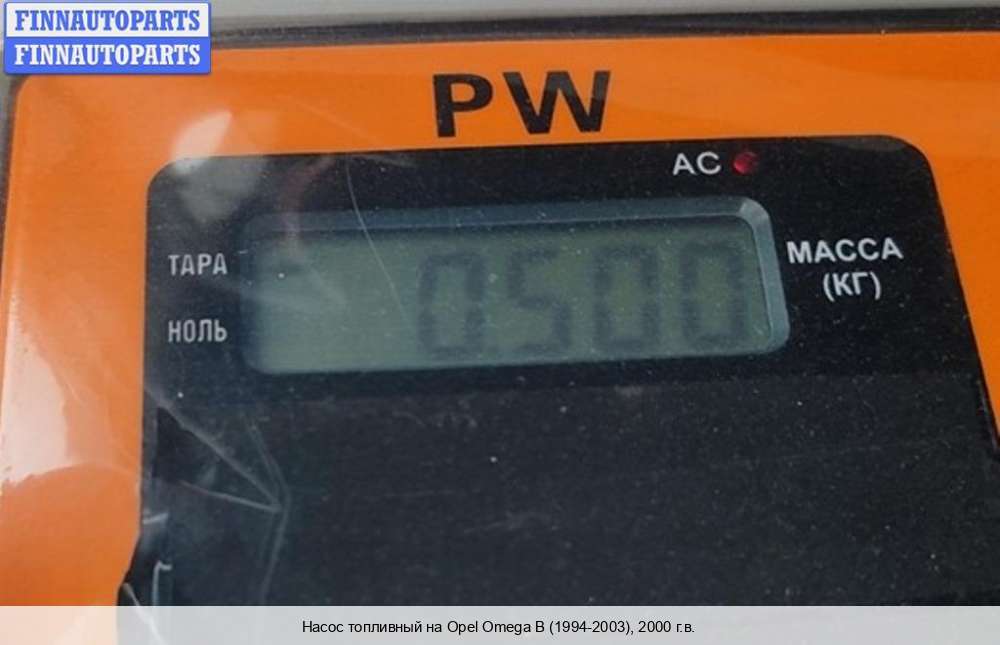 FINNAUTOPARTS
FINNAUTOPARTS
PW
AC
ТАРА
0.500
МАССА
(КГ)
НОЛЬ
Насос топливный на Opel Omega B (1994-2003), 2000 г.в.